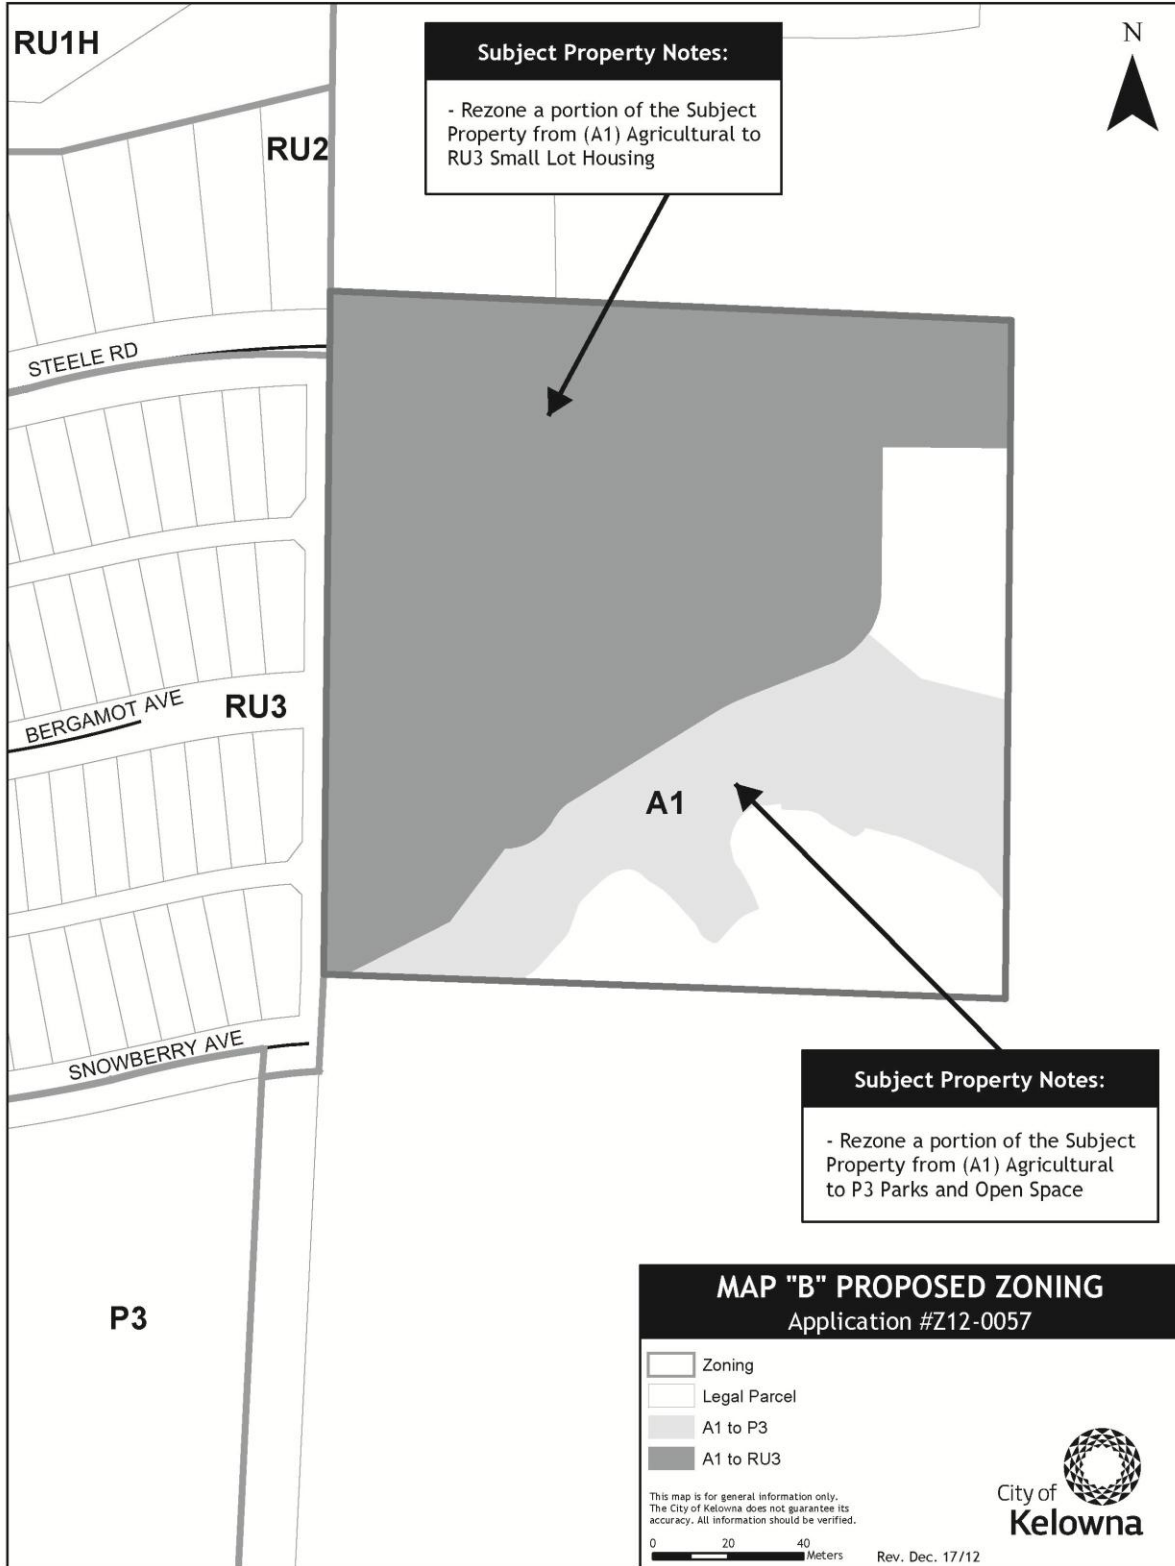 RU1H
Subject Property Notes:
- Rezone a portion of the Subject
Property from (A1) Agricultural to
RU3 Small Lot Housing
N
RU2
STEELE RD
BERGAMOT AVE
RU3
A1
SNOWBERRY AVE
Subject Property Notes:
- Rezone a portion of the Subject
Property from (A1) Agricultural
to P3 Parks and Open Space
P3
MAP "B" PROPOSED ZONING
Application #Z12-0057
Zoning
Legal Parcel
A1 to P3
A1 to RU3
This map is for general information only.
The City of Kelowna does not guarantee its
accuracy. All information should be verified.
0 20 40
Meters
Rev. Dec. 17/12
City of
Kelowna